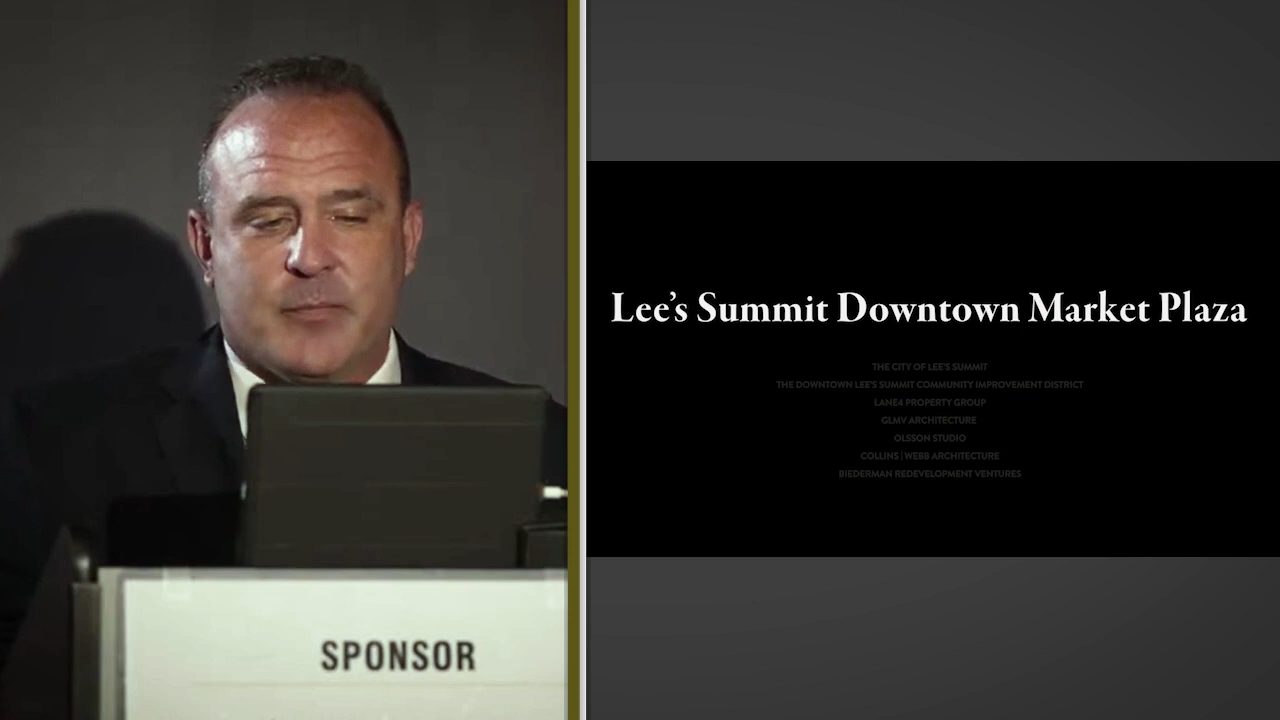 SPONSOR
Lee’s Summit Downtown Market Plaza
THE CITY OF LEE'S SUMMIT
THE DOWNTOWN LEE'S SUMMIT COMMUNITY IMPROVEMENT DISTRICT
LANE4 PROPERTY GROUP
GLMV ARCHITECTURE
OLSSON STUDIO
COLLINS | WEBB ARCHITECTURE
BIEDERMAN REDEVELOPMENT VENTURES